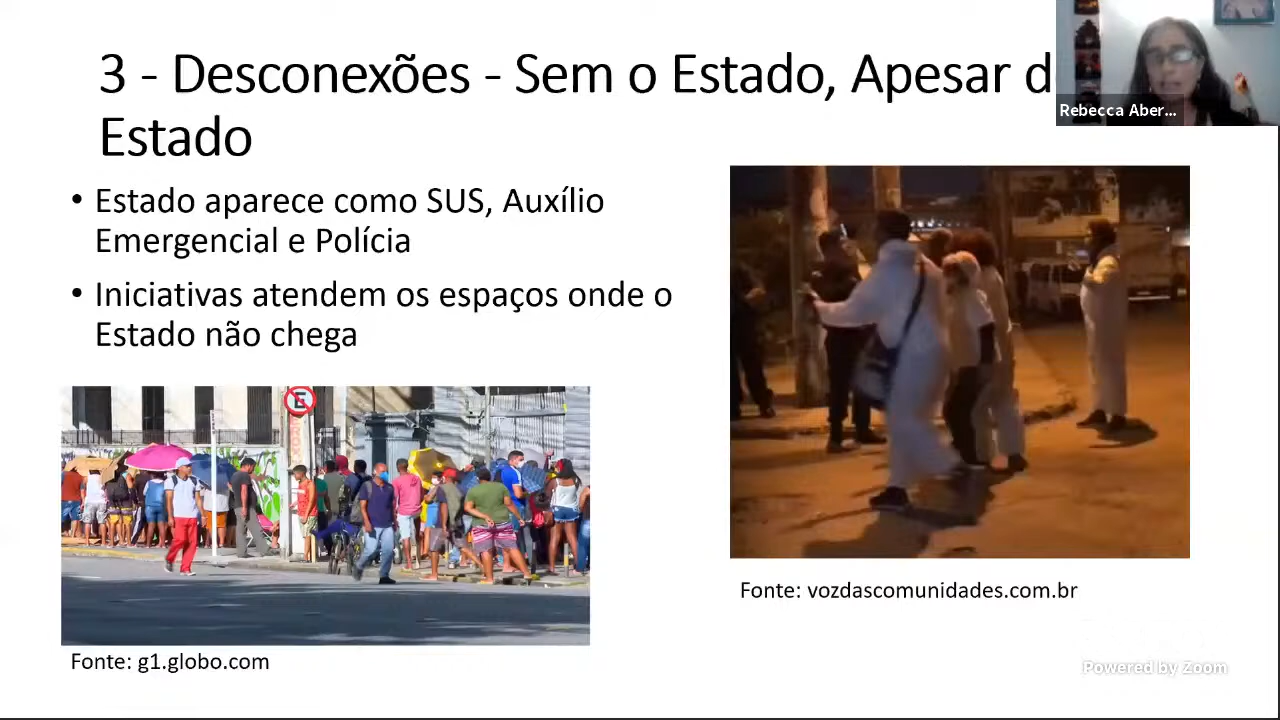 3 - Desconexões - Sem o Estado, Apesar d
Estado
Rebecca Aber...
• Estado aparece como SUS, Auxílio
Emergencial e Polícia
• Iniciativas atendem os espaços onde o
Estado não chega
E
Fonte: vozdascomunidades.com.br
Fonte: g1.globo.com
Powered by Zoom